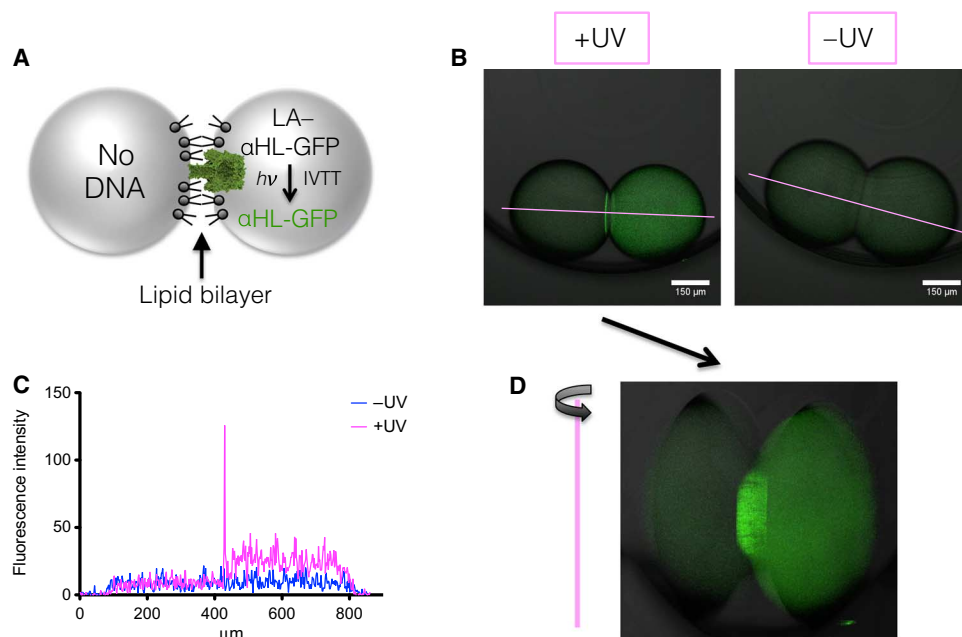 A
No
DNA
LA–
αHL-GFP
hν
IVTT
αHL-GFP
Lipid bilayer
B
+UV
–UV
150 µm
150 µm
C
Fluorescence intensity
150
100
50
0
0
200
400
600
800
µm
–UV
+UV
D